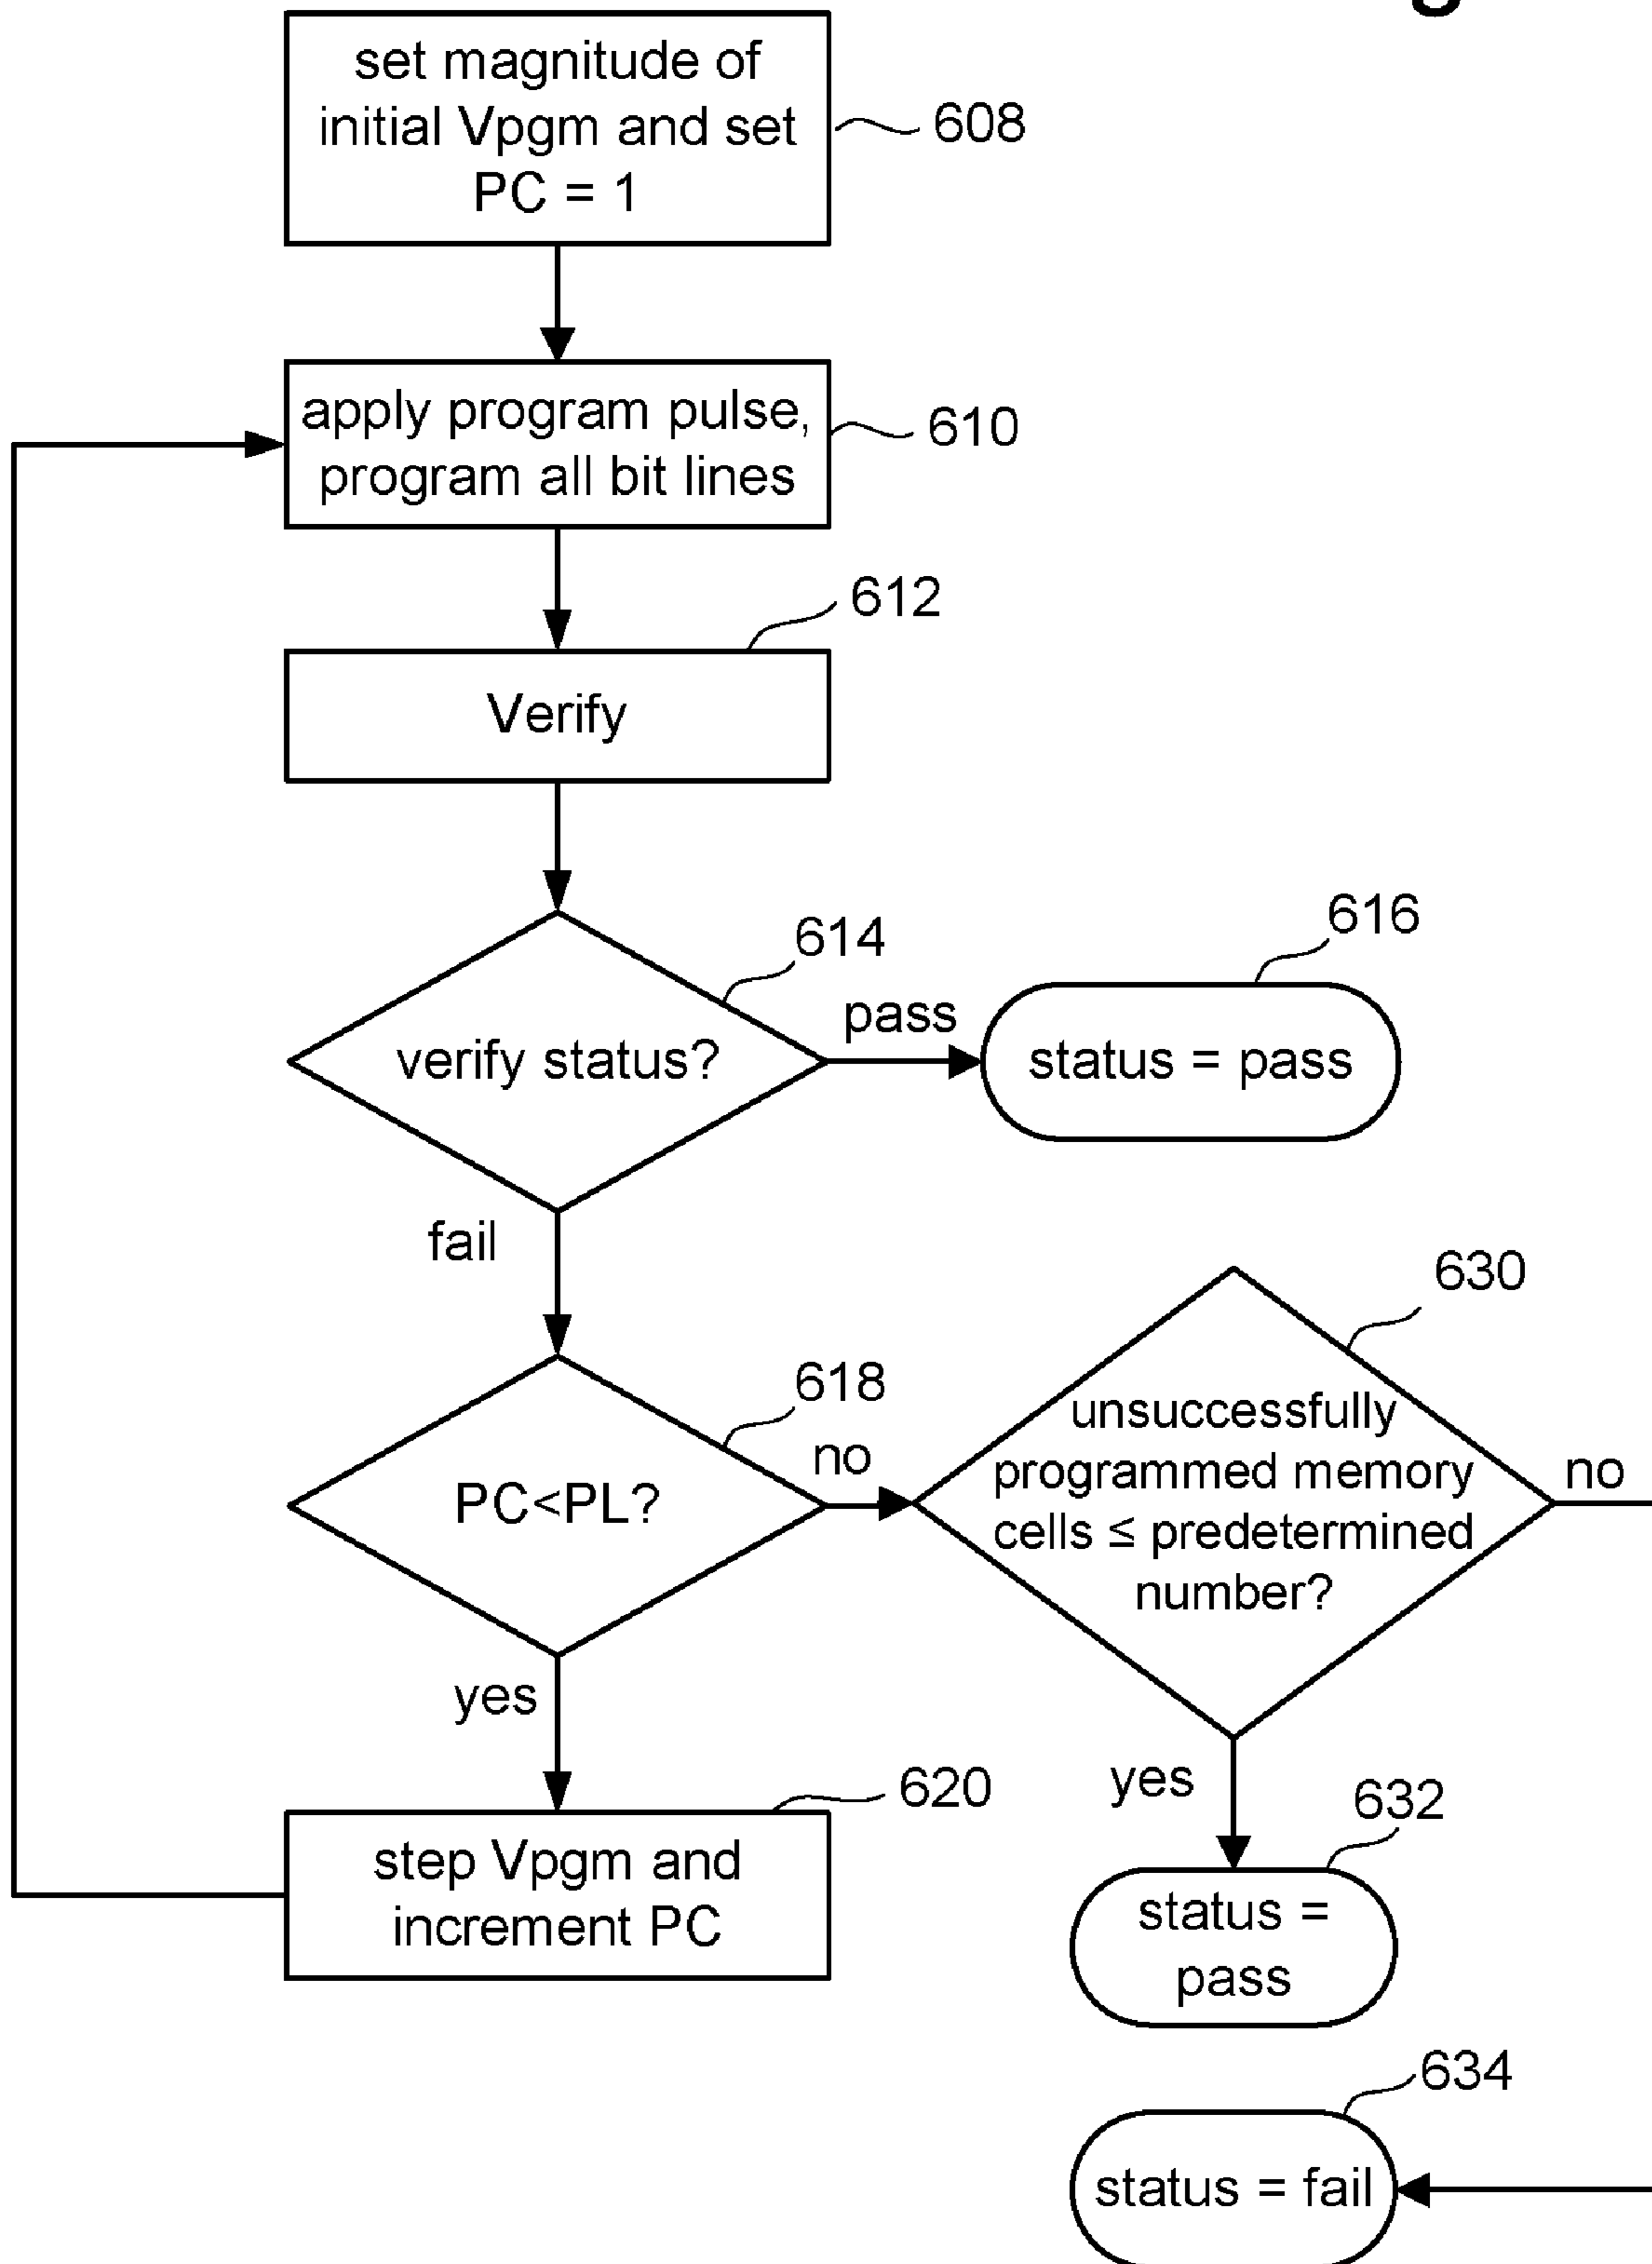 set magnitude of
initial Vpgm and set
PC = 1
608
apply program pulse,
program all bit lines
610
612
Verify
614
verify status?
pass
616
status = pass
fail
618
PC<PL?
no
630
unsuccessfully
programmed memory
cells ≤ predetermined
number?
no
yes
620
step Vpgm and
increment PC
yes
632
status =
pass
634
status = fail